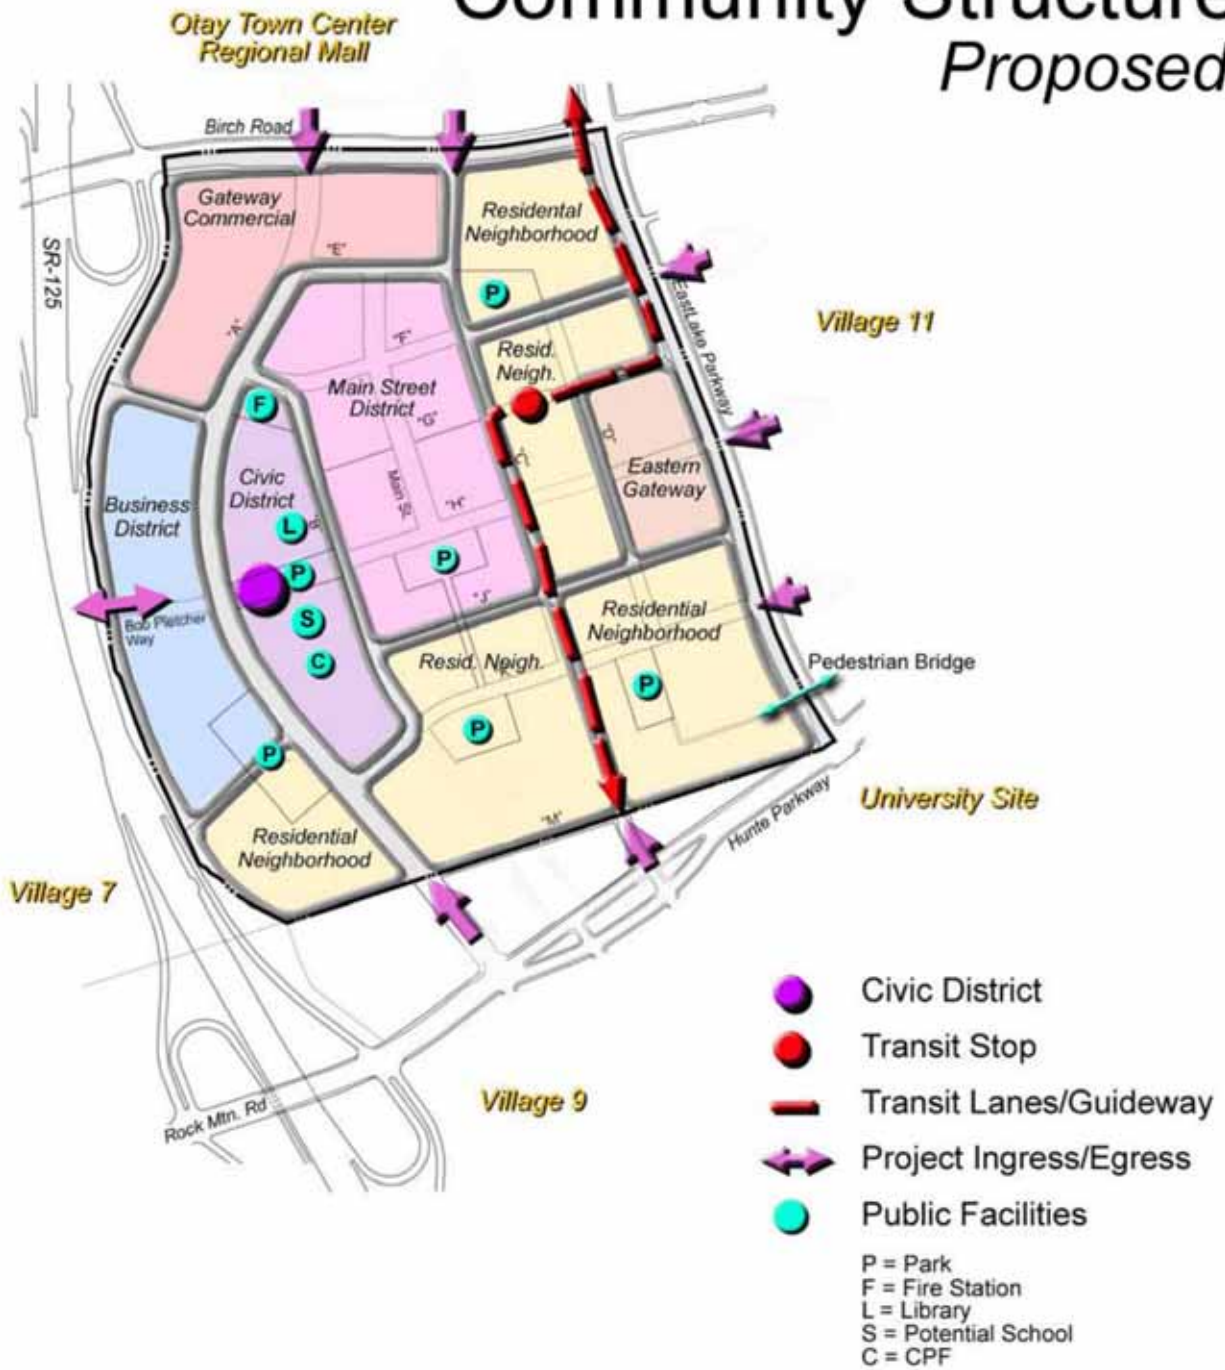 Community Structure
Proposed
Otay Town Center
Regional Mall
Birch Road
Gateway
Commercial
"E"
"A"
SR-125
Residental
Neighborhood
P
EastLake Parkway
Village 11
"F"
Resid.
Neigh.
Main Street
District
"G"
F
"C"
"D"
Eastern
Gateway
Civic
District
L
"B"
Main St.
"H"
Business
District
P
P
S
C
"J"
Bob Pletcher
Way
Residential
Neighborhood
Resid. Neigh.
"K"
P
P
Pedestrian Bridge
P
University Site
Hunte Parkway
"M"
Residential
Neighborhood
Village 7
Village 9
Rock Mtn. Rd
Civic District
Transit Stop
Transit Lanes/Guideway
Project Ingress/Egress
Public Facilities
P = Park
F = Fire Station
L = Library
S = Potential School
C = CPF